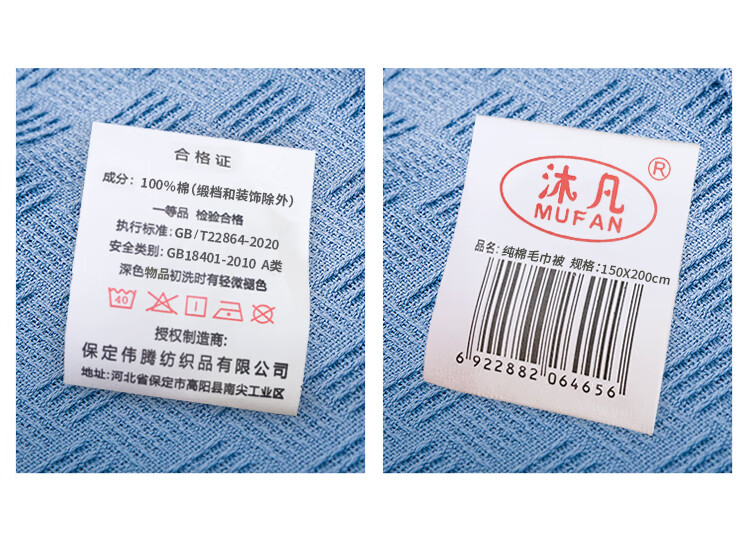 合格证
成分: 100%棉(缎档和装饰除外)
一等品 检验合格
执行标准: GB/T22864-2020
安全类别: GB18401-2010 A类
深色物品初洗时有轻微褪色
40
授权制造商:
保定伟腾纺织品有限公司
地址: 河北省保定市高阳县南尖工业区
沐凡®
MUFAN
品名: 纯棉毛巾被 规格: 150X200cm
6 922882 064656